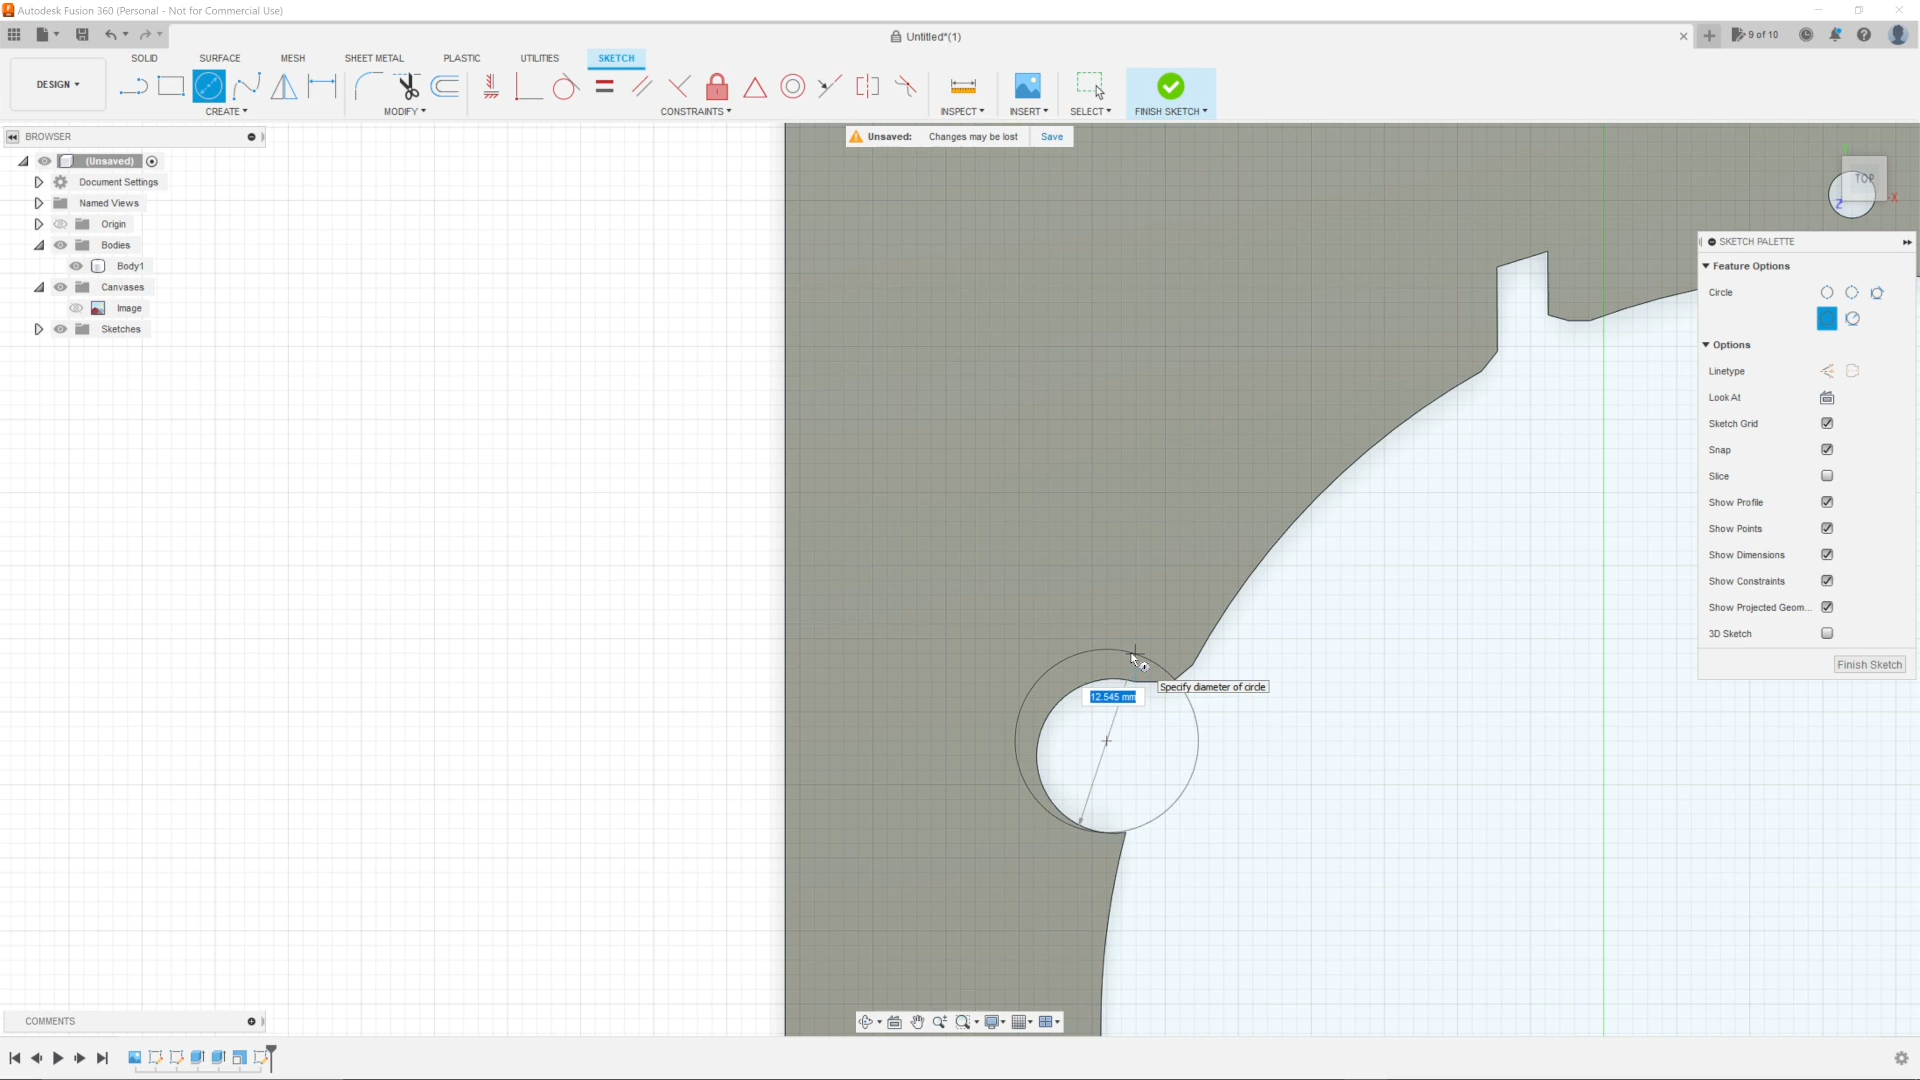 Autodesk Fusion 360 (Personal - Not for Commercial Use)
Untitled*(1)
9 of 10
SOLID SURFACE MESH SHEET METAL PLASTIC UTILITIES SKETCH
DESIGN
CREATE MODIFY CONSTRAINTS INSPECT INSERT SELECT FINISH SKETCH
BROWSER
Unsaved: Changes may be lost Save
(Unsaved)
Document Settings
Named Views
Origin
Bodies
Body1
Canvases
Image
Sketches
TOP
X
Z
SKETCH PALETTE
Feature Options
Circle
Options
Linetype
Look At
Sketch Grid
Snap
Slice
Show Profile
Show Points
Show Dimensions
Show Constraints
Show Projected Geom...
3D Sketch
Finish Sketch
Specify diameter of circle
12.545 mm
COMMENTS